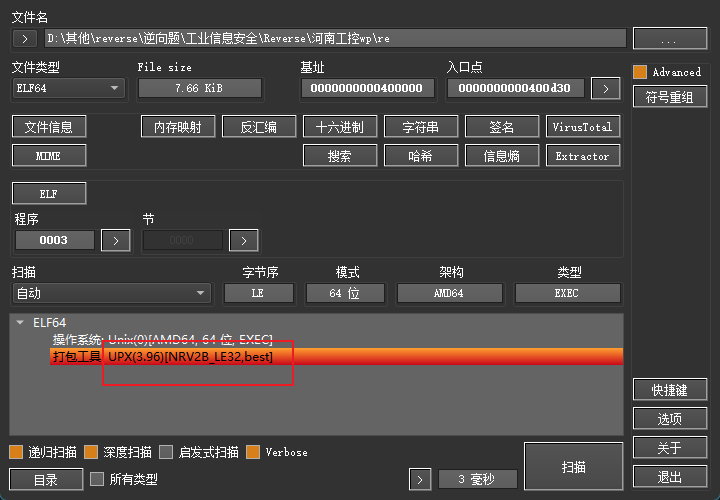 文件名
> D:\其他\reverse\逆向题\工业信息安全\Reverse\河南工控wp\re ...
文件类型 File size 基址 入口点 Advanced
ELF64 7.66 KiB 0000000000400000 0000000000400d30 > 符号重组
文件信息 内存映射 反汇编 十六进制 字符串 签名 VirusTotal
MIME 搜索 哈希 信息熵 Extractor
ELF
程序 节
0003 > 0000 >
扫描 字节序 模式 架构 类型
自动 LE 64 位 AMD64 EXEC
ELF64
操作系统: Unix(0)[AMD64, 64 位, EXEC]
打包工具: UPX(3.96)[NRV2B_LE32,best]
快捷键
选项
关于
退出
递归扫描 深度扫描 启发式扫描 Verbose
目录 所有类型 > 3 毫秒 扫描